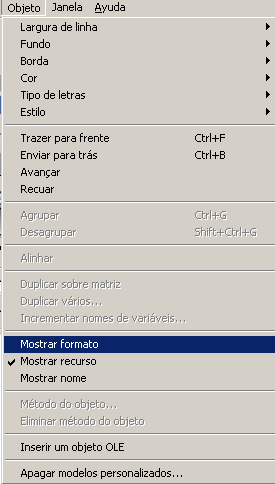 Objeto Janela Ayuda
Largura de linha
Fundo
Borda
Cor
Tipo de letras
Estilo
Trazer para frente Ctrl+F
Enviar para trás Ctrl+B
Avançar
Recuar
Agrupar Ctrl+G
Desagrupar Shift+Ctrl+G
Alinhar
Duplicar sobre matriz
Duplicar vários...
Incrementar nomes de variáveis...
Mostrar formato
Mostrar recurso
Mostrar nome
Método do objeto...
Eliminar método do objeto
Inserir um objeto OLE
Apagar modelos personalizados...